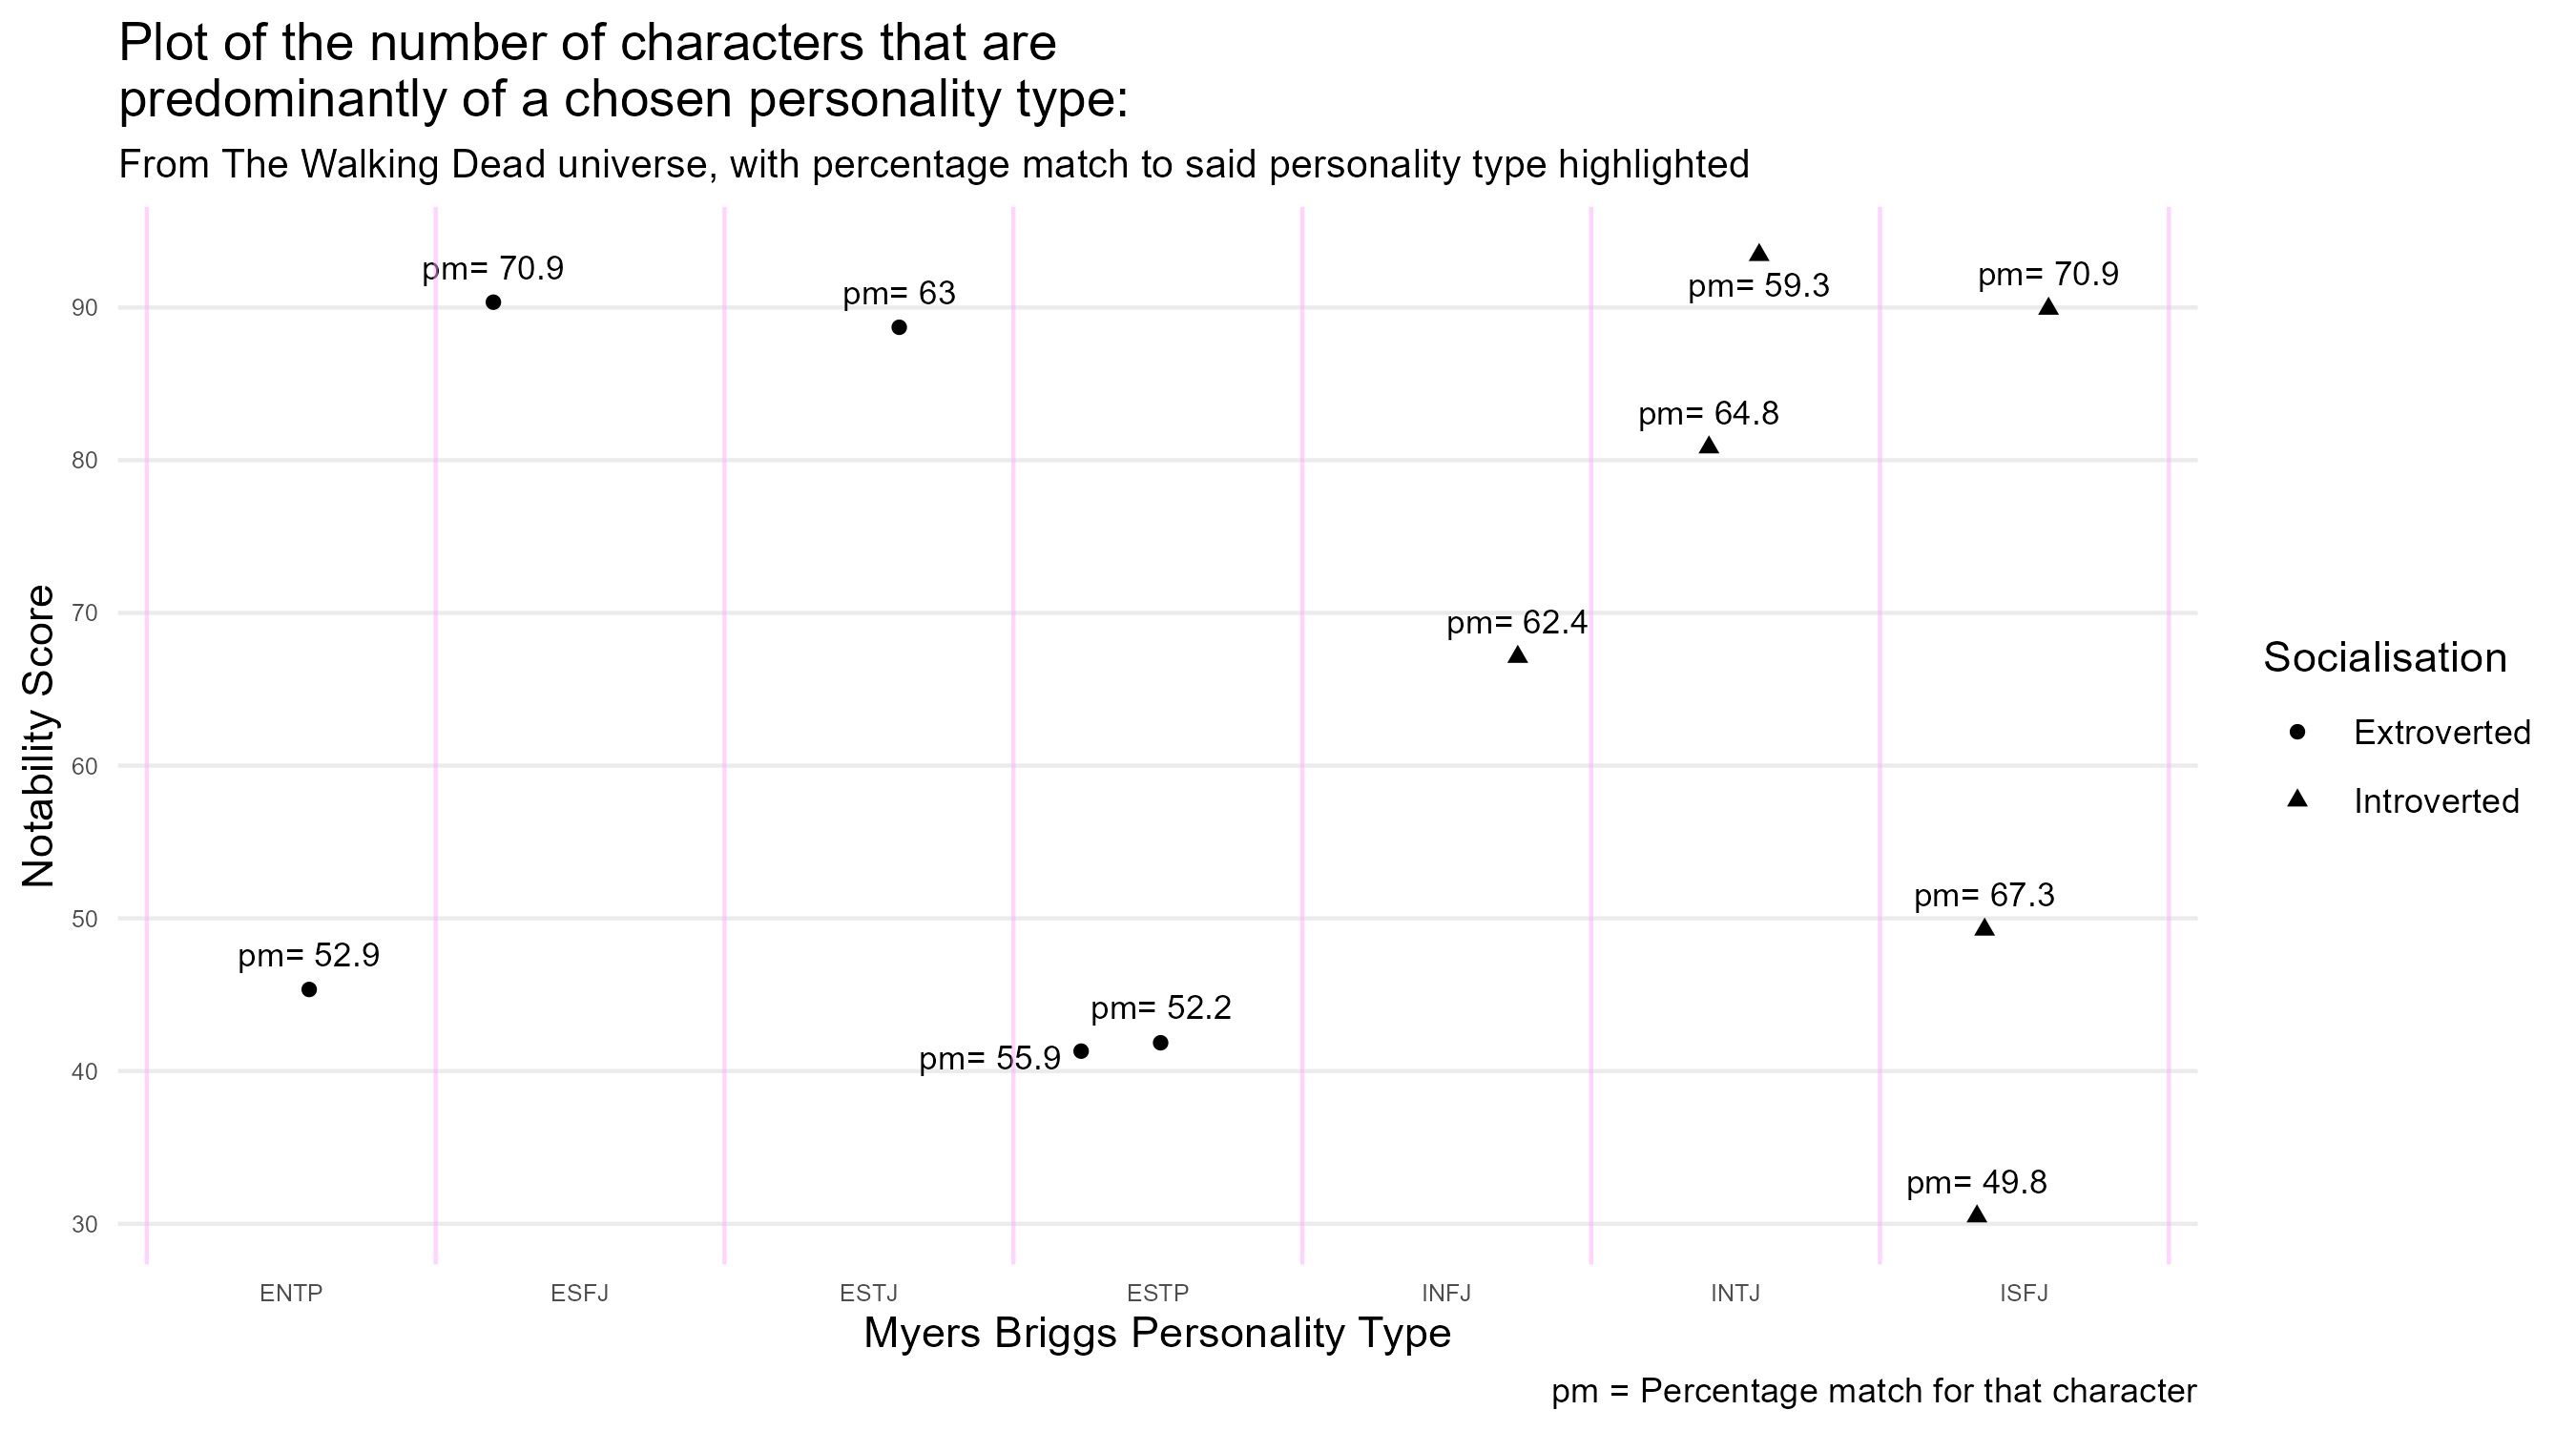 Plot of the number of characters that are
predominantly of a chosen personality type:
From The Walking Dead universe, with percentage match to said personality type highlighted
Notability Score
90
80
70
60
50
40
30
pm= 70.9
pm= 63
pm= 59.3
pm= 70.9
pm= 64.8
pm= 62.4
pm= 67.3
pm= 52.9
pm= 52.2
pm= 55.9
pm= 49.8
ENTP ESFJ ESTJ ESTP INFJ INTJ ISFJ
Myers Briggs Personality Type
Socialisation
Extroverted
Introverted
pm = Percentage match for that character